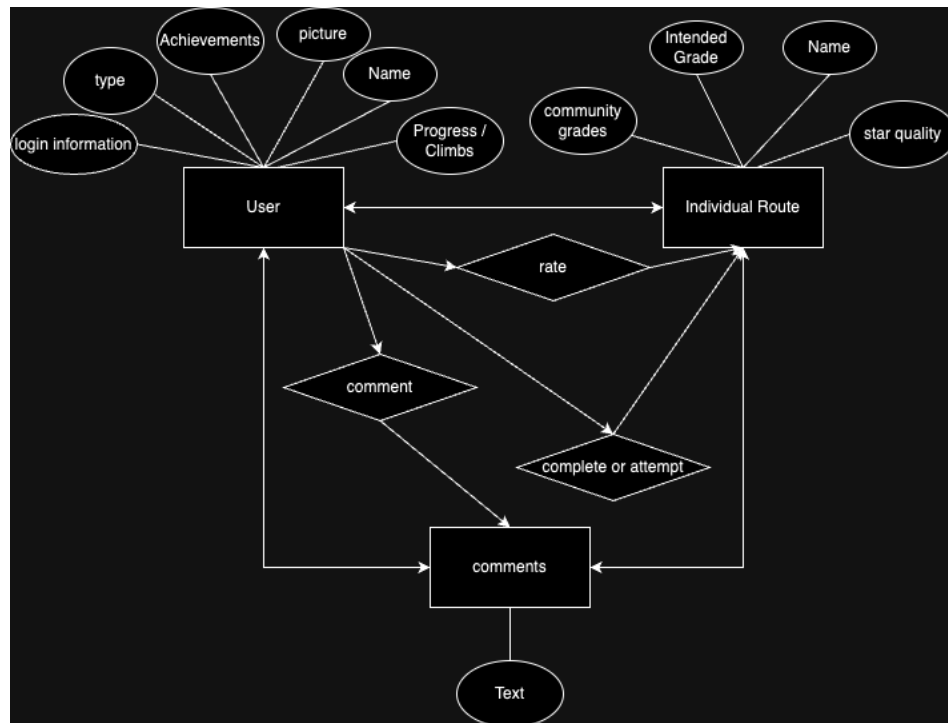 Achievements
picture
type
Name
login information
Progress /
Climbs
Intended
Grade
Name
community
grades
star quality
User
Individual Route
rate
comment
complete or attempt
comments
Text